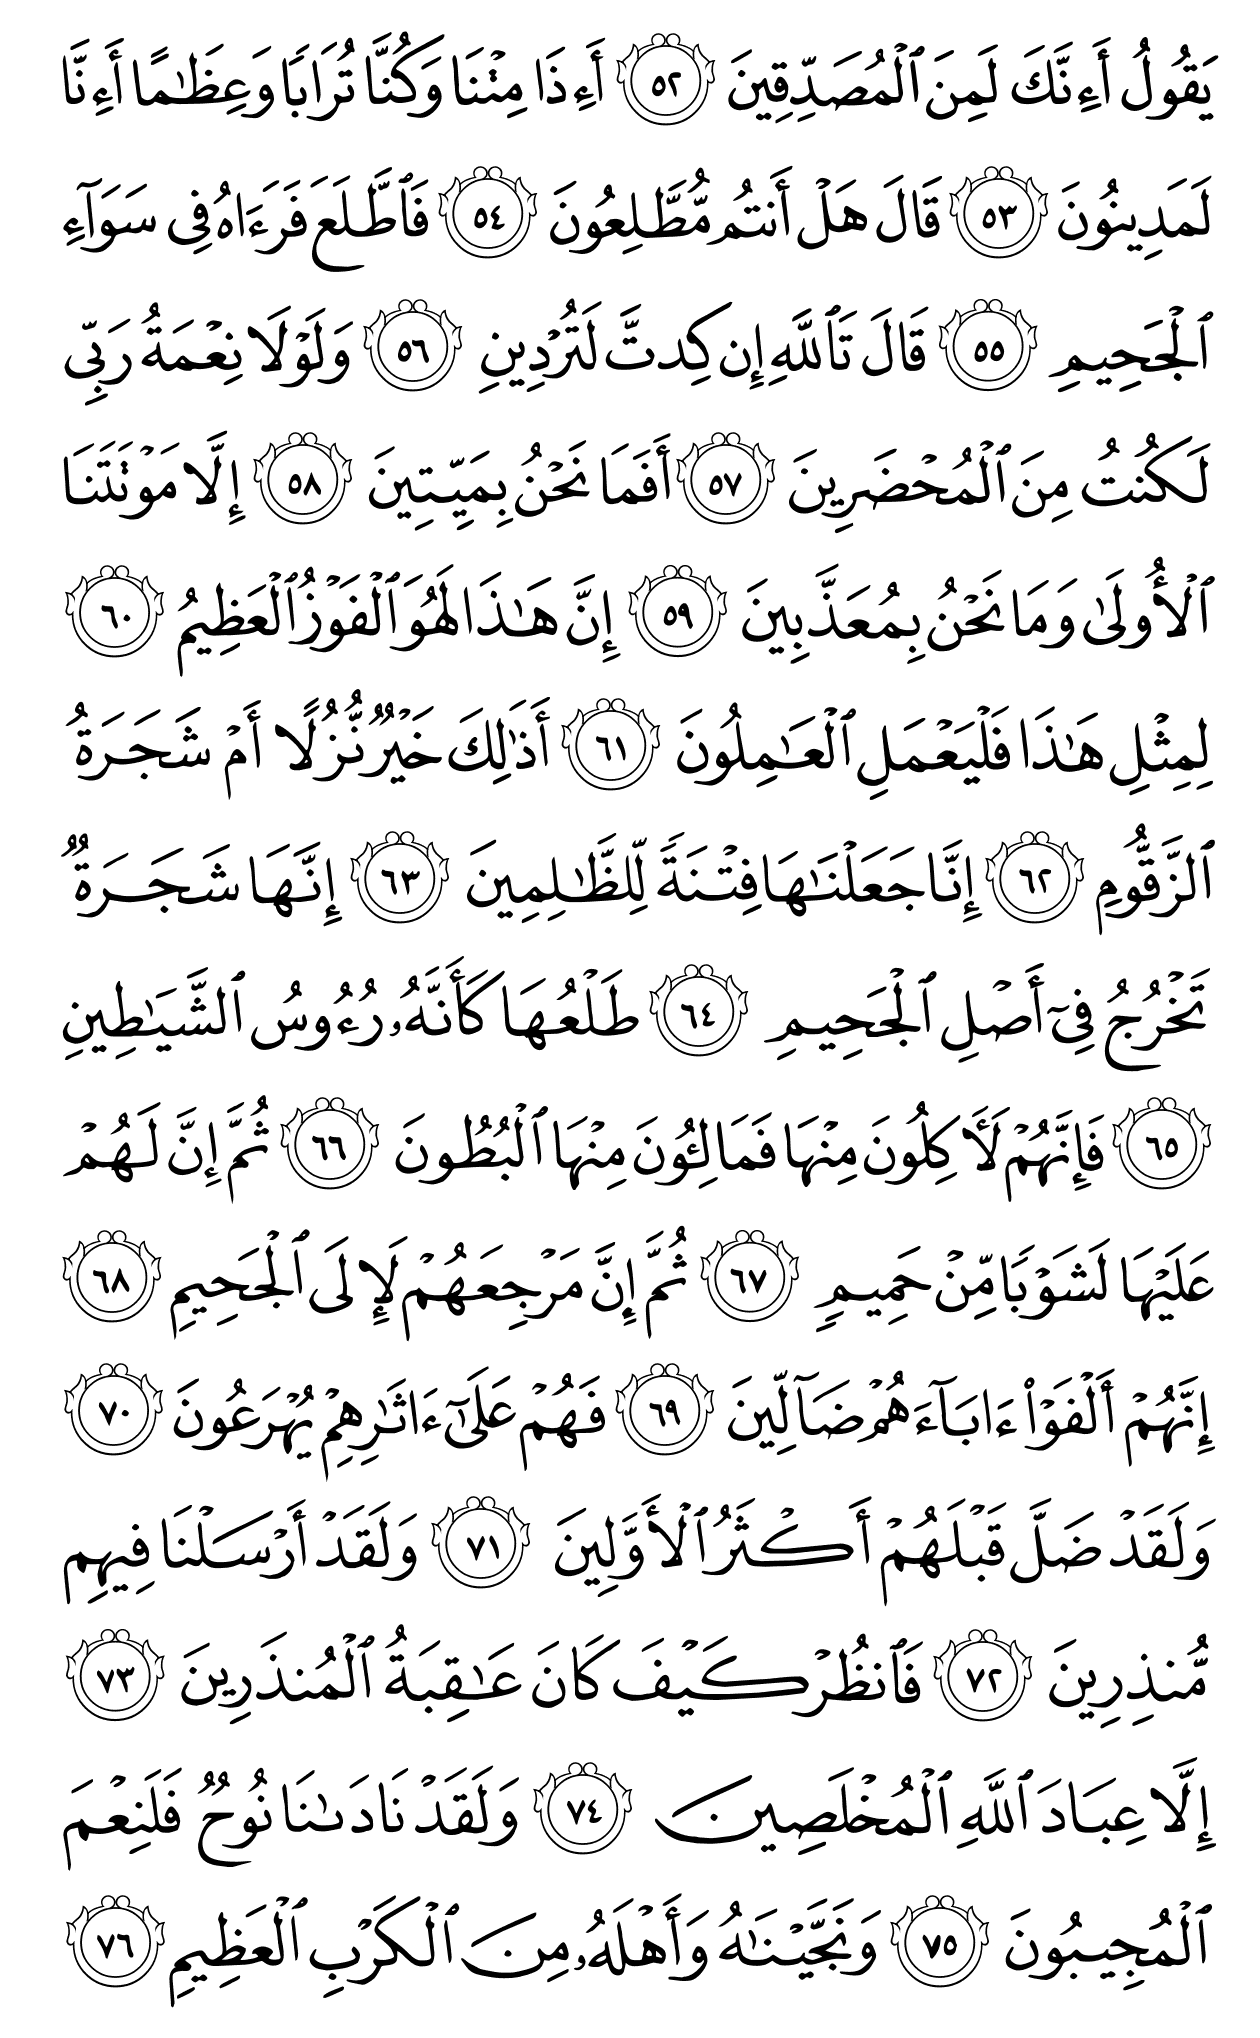 يَقُولُ أَءِنَّكَ لَمِنَ ٱلْمُصَدِّقِينَ ٥٢ أَءِذَا مِتْنَا وَكُنَّا تُرَابًا وَعِظَٰمًا أَءِنَّا
لَمَدِينُونَ ٥٣ قَالَ هَلْ أَنتُم مُّطَّلِعُونَ ٥٤ فَٱطَّلَعَ فَرَءَاهُ فِى سَوَآءِ
ٱلْجَحِيمِ ٥٥ قَالَ تَٱللَّهِ إِن كِدتَّ لَتُرْدِينِ ٥٦ وَلَوْلَا نِعْمَةُ رَبِّى
لَكُنتُ مِنَ ٱلْمُحْضَرِينَ ٥٧ أَفَمَا نَحْنُ بِمَيِّتِينَ ٥٨ إِلَّا مَوْتَتَنَا
ٱلْأُولَىٰ وَمَا نَحْنُ بِمُعَذَّبِينَ ٥٩ إِنَّ هَٰذَا لَهُوَ ٱلْفَوْزُ ٱلْعَظِيمُ ٦٠
لِمِثْلِ هَٰذَا فَلْيَعْمَلِ ٱلْعَٰمِلُونَ ٦١ أَذَٰلِكَ خَيْرٌ نُّزُلًا أَمْ شَجَرَةُ
ٱلزَّقُّومِ ٦٢ إِنَّا جَعَلْنَٰهَا فِتْنَةً لِّلظَّٰلِمِينَ ٦٣ إِنَّهَا شَجَرَةٌ
تَخْرُجُ فِىٓ أَصْلِ ٱلْجَحِيمِ ٦٤ طَلْعُهَا كَأَنَّهُۥ رُءُوسُ ٱلشَّيَٰطِينِ
٦٥ فَإِنَّهُمْ لَـَٔاكِلُونَ مِنْهَا فَمَالِـُٔونَ مِنْهَا ٱلْبُطُونَ ٦٦ ثُمَّ إِنَّ لَهُمْ
عَلَيْهَا لَشَوْبًا مِّنْ حَمِيمٍ ٦٧ ثُمَّ إِنَّ مَرْجِعَهُمْ لَإِلَى ٱلْجَحِيمِ ٦٨
إِنَّهُمْ أَلْفَوْا۟ ءَابَآءَهُمْ ضَآلِّينَ ٦٩ فَهُمْ عَلَىٰٓ ءَاثَٰرِهِمْ يُهْرَعُونَ ٧٠
وَلَقَدْ ضَلَّ قَبْلَهُمْ أَكْثَرُ ٱلْأَوَّلِينَ ٧١ وَلَقَدْ أَرْسَلْنَا فِيهِم
مُّنذِرِينَ ٧٢ فَٱنظُرْ كَيْفَ كَانَ عَٰقِبَةُ ٱلْمُنذَرِينَ ٧٣
إِلَّا عِبَادَ ٱللَّهِ ٱلْمُخْلَصِينَ ٧٤ وَلَقَدْ نَادَىٰنَا نُوحٌ فَلَنِعْمَ
ٱلْمُجِيبُونَ ٧٥ وَنَجَّيْنَٰهُ وَأَهْلَهُۥ مِنَ ٱلْكَرْبِ ٱلْعَظِيمِ ٧٦